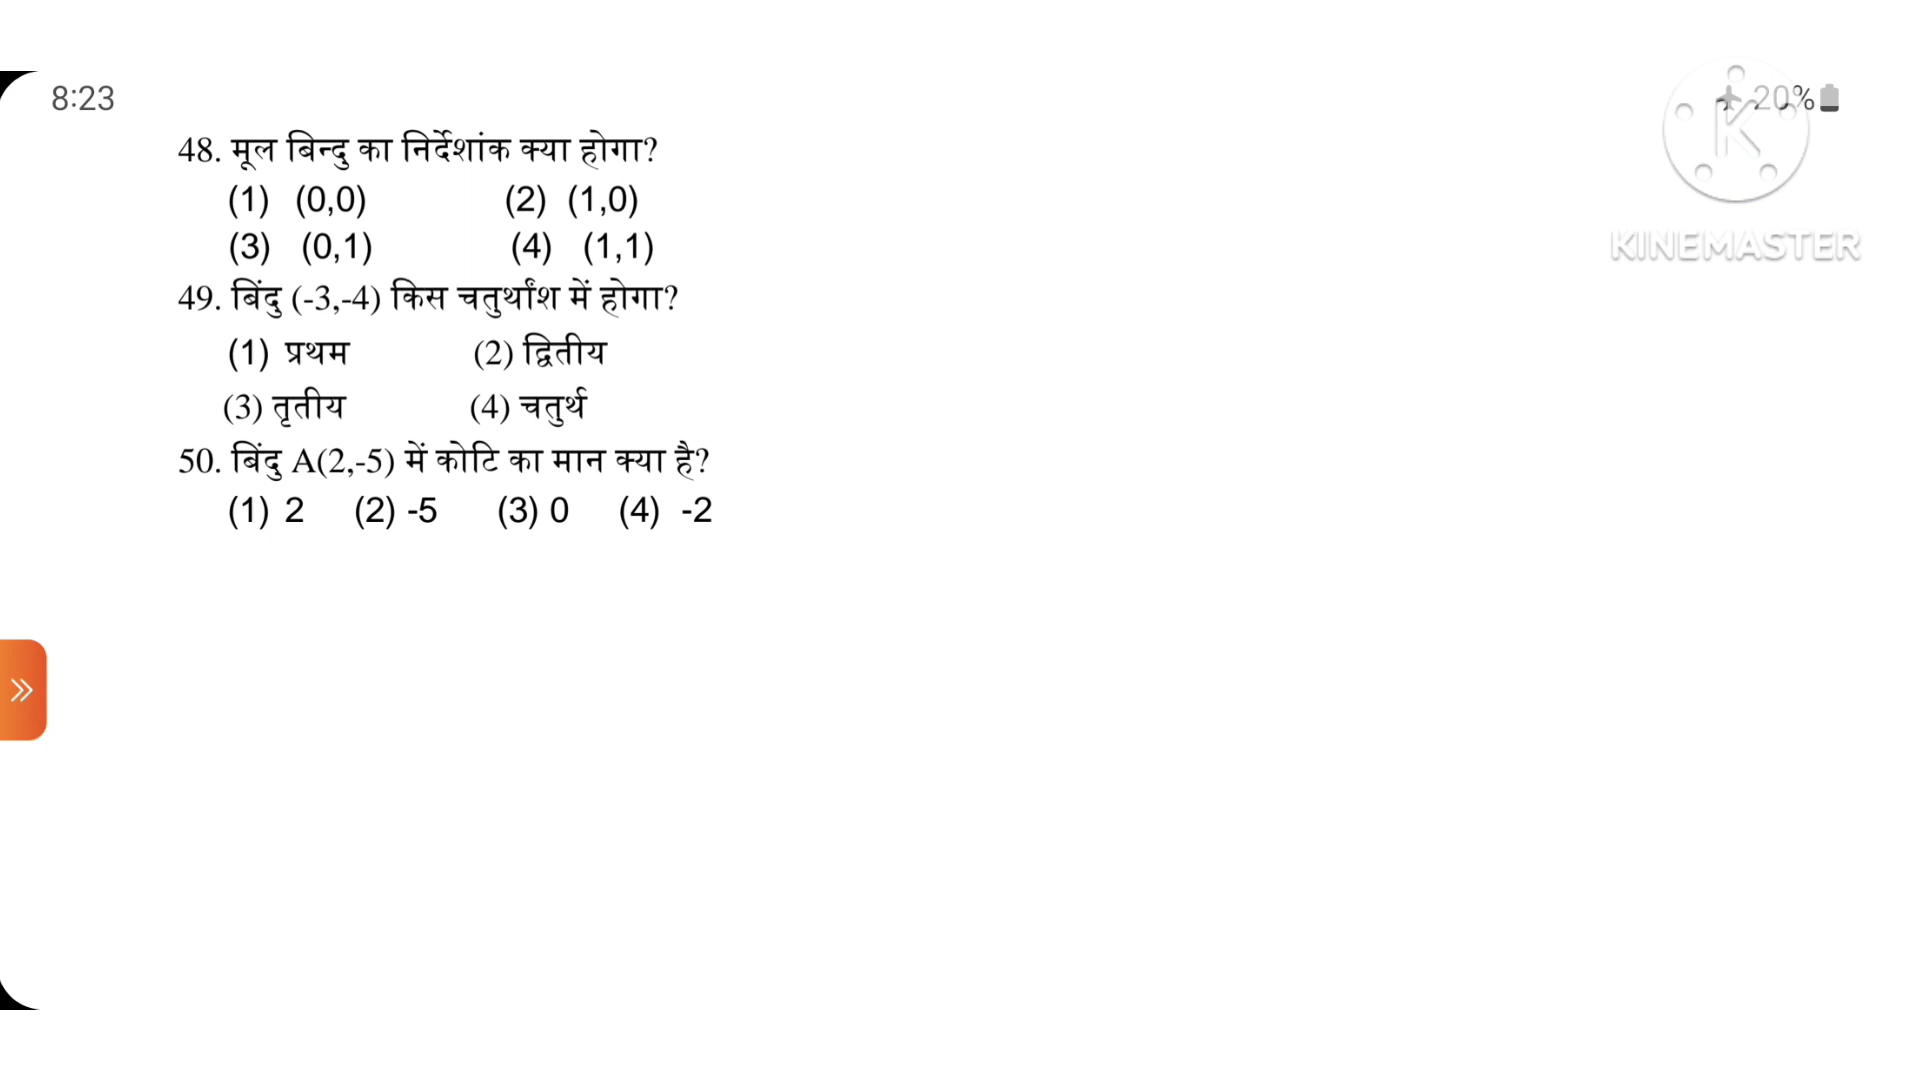 8:23
20%
48. मूल बिन्दु का निर्देशांक क्या होगा?
(1) (0,0) (2) (1,0)
(3) (0,1) (4) (1,1)
49. बिंदु (-3,-4) किस चतुर्थांश में होगा?
(1) प्रथम (2) द्वितीय
(3) तृतीय (4) चतुर्थ
50. बिंदु A(2,-5) में कोटि का मान क्या है?
(1) 2 (2) -5 (3) 0 (4) -2
K
KINEMASTER